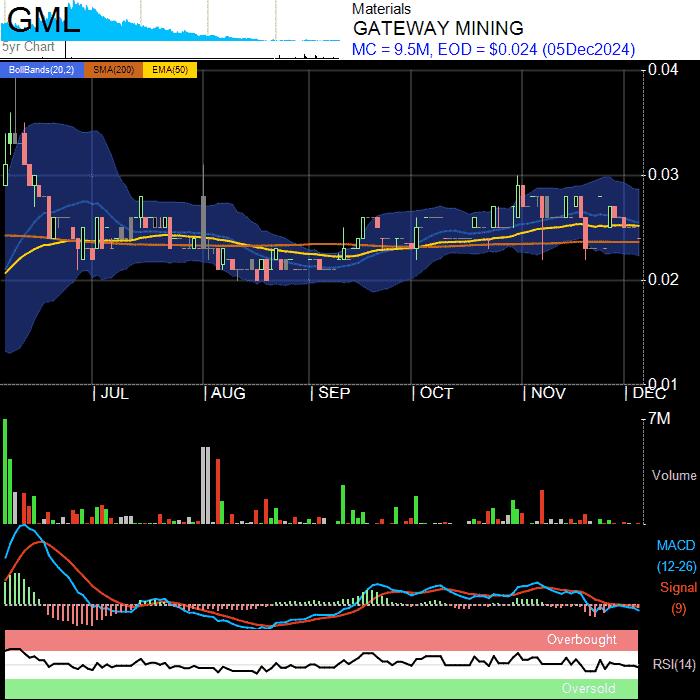 GML
5yr Chart
Materials
GATEWAY MINING
MC = 9.5M, EOD = $0.024 (05Dec2024)
BollBands(20,2) SMA(200) EMA(50)
0.04
0.03
0.02
0.01
| JUL | AUG | SEP | OCT | NOV | DEC
7M
Volume
MACD
(12-26)
Signal
(9)
Overbought
RSI(14)
Oversold